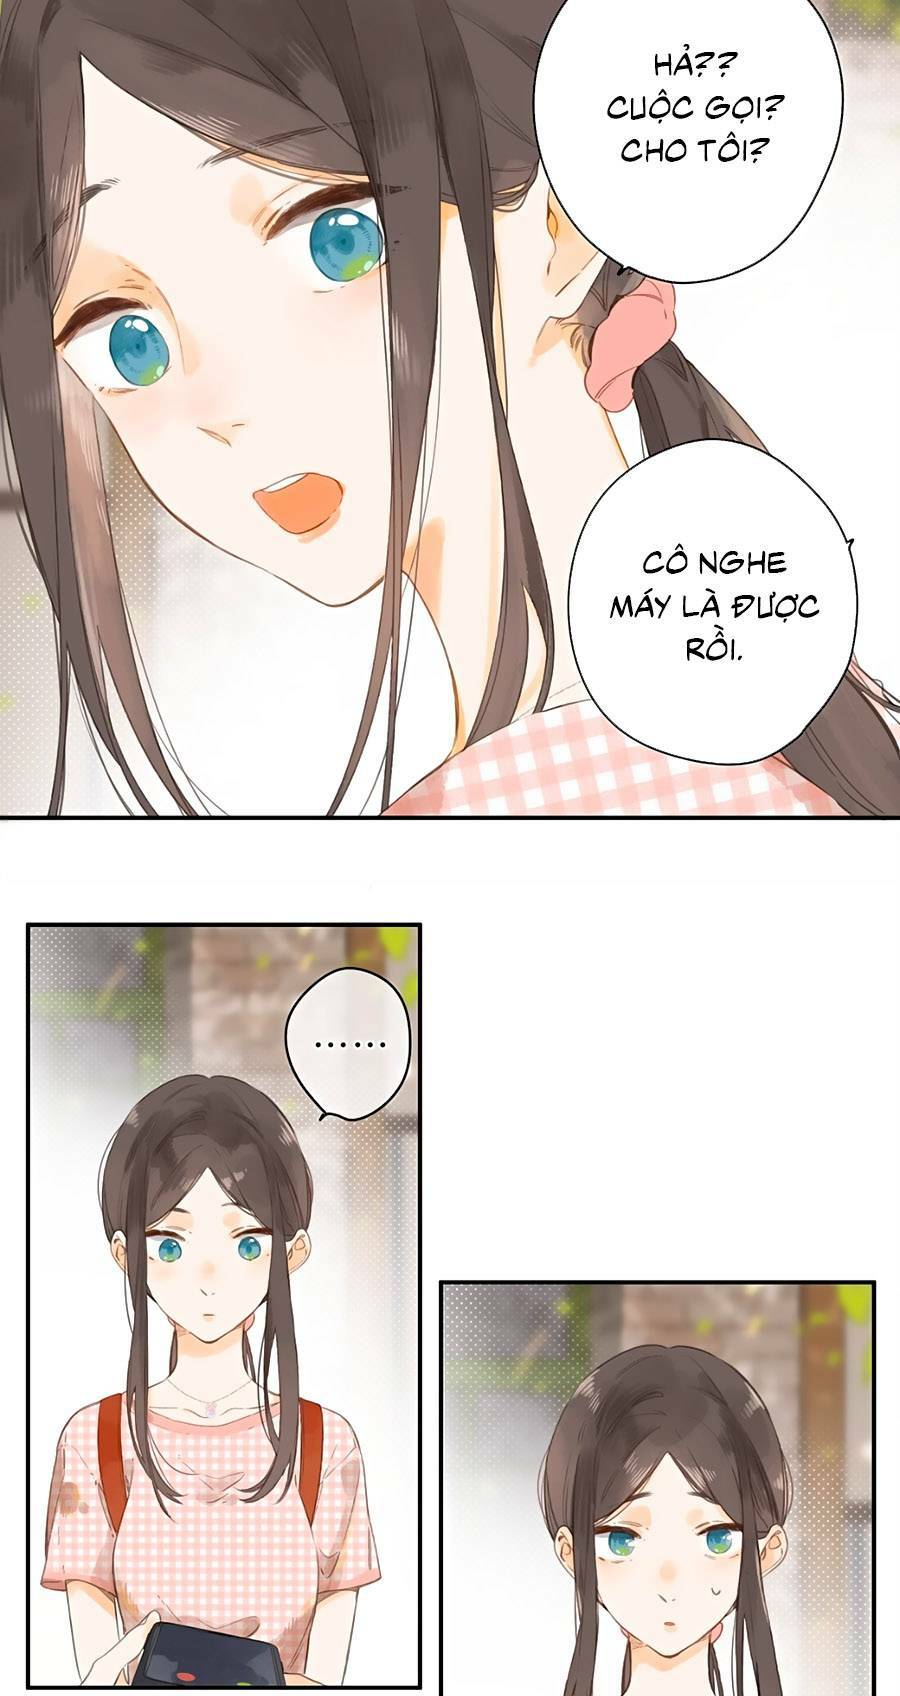 HẢ??
CUỘC GỌI?
CHO TÔI?
CÔ NGHE
MÁY LÀ ĐƯỢC
RỒI.
......